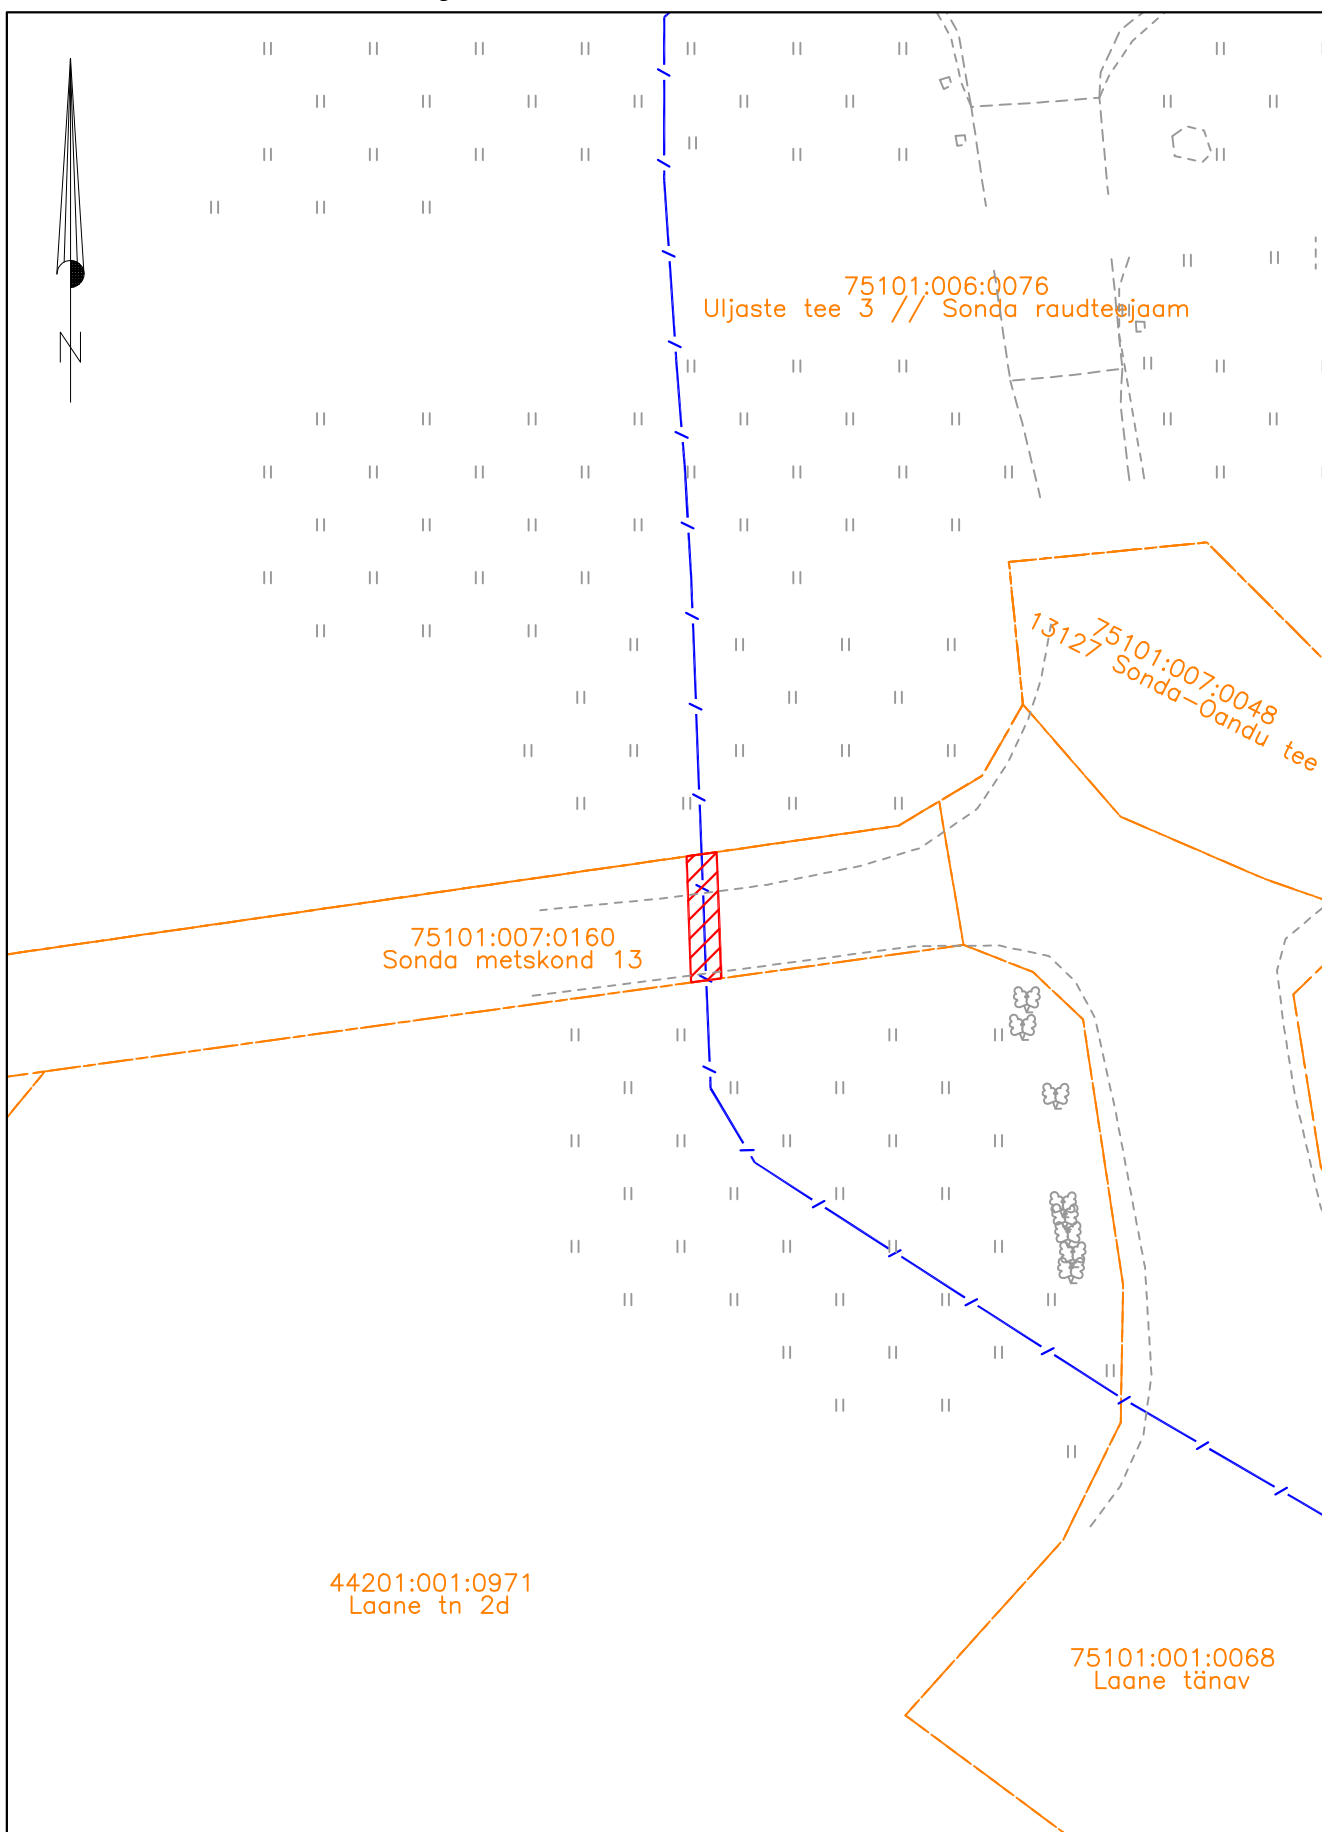 N
75101:006:0076
Uljaste tee 3 // Sonda raudteejaam
75101:007:0048
13127 Sonda-Oandu tee
75101:007:0160
Sonda metskond 13
44201:001:0971
Laane tn 2d
75101:001:0068
Laane tänav